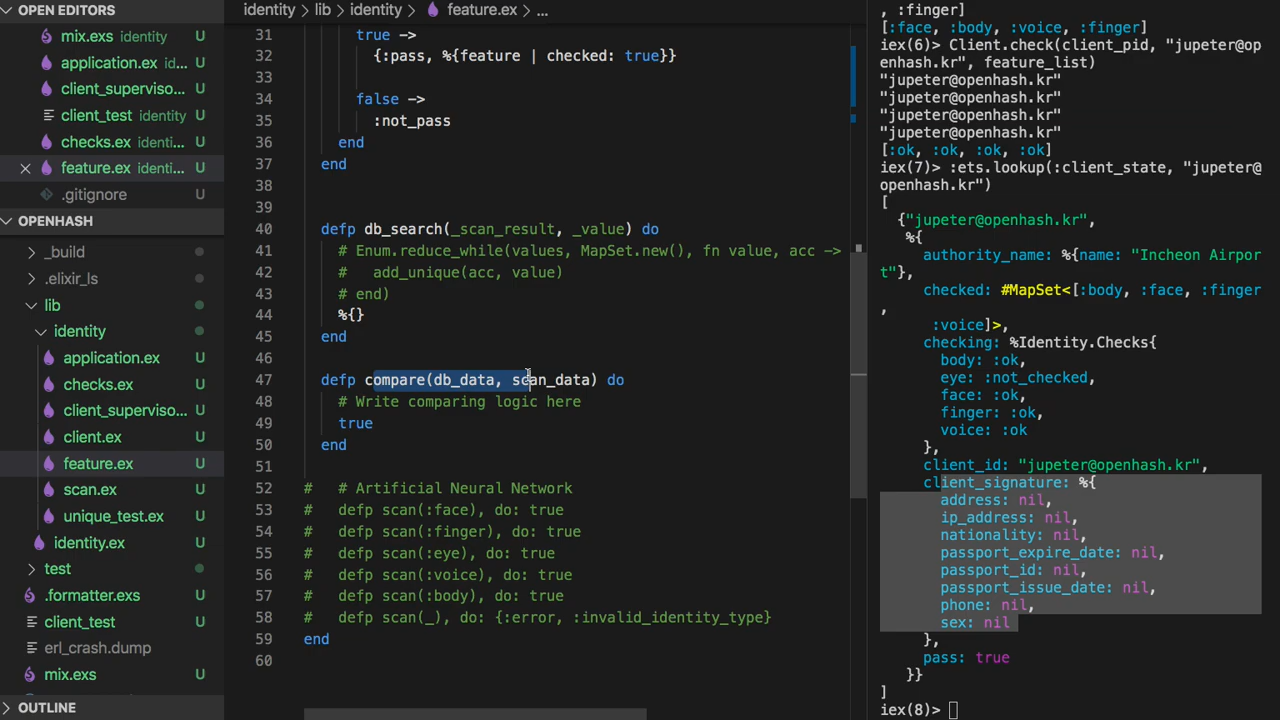 OPEN EDITORS
mix.exs identity U
application.ex id... U
client_superviso... U
client_test identity U
checks.ex identi... U
feature.ex identi... U
.gitignore U
OPENHASH
_build
.elixir_ls
lib
identity
application.ex U
checks.ex U
client_superviso... U
client.ex U
feature.ex U
scan.ex U
unique_test.ex U
identity.ex U
test
.formatter.exs U
client_test U
erl_crash.dump U
mix.exs U
OUTLINE
identity > lib > identity > feature.ex > ...
31 true ->
32 {:pass, %{feature | checked: true}}
33
34 false ->
35 :not_pass
36 end
37 end
38
39
40 defp db_search(_scan_result, _value) do
41 # Enum.reduce_while(values, MapSet.new(), fn value, acc ->
42 #   add_unique(acc, value)
43 # end)
44 %{}
45 end
46
47 defp compare(db_data, scan_data) do
48 # Write comparing logic here
49 true
50 end
51
52 #   # Artificial Neural Network
53 #   defp scan(:face), do: true
54 #   defp scan(:finger), do: true
55 #   defp scan(:eye), do: true
56 #   defp scan(:voice), do: true
57 #   defp scan(:body), do: true
58 #   defp scan(_), do: {:error, :invalid_identity_type}
59 end
60
, :finger]
[:face, :body, :voice, :finger]
iex(6)> Client.check(client_pid, "jupeter@op
enhash.kr", feature_list)
"jupeter@openhash.kr"
"jupeter@openhash.kr"
"jupeter@openhash.kr"
"jupeter@openhash.kr"
[:ok, :ok, :ok, :ok]
iex(7)> :ets.lookup(:client_state, "jupeter@
openhash.kr")
[
{"jupeter@openhash.kr",
%{
authority_name: %{name: "Incheon Airpor
t"},
checked: #MapSet<[:body, :face, :finger
,
:voice]>,
checking: %Identity.Checks{
body: :ok,
eye: :not_checked,
face: :ok,
finger: :ok,
voice: :ok
},
client_id: "jupeter@openhash.kr",
client_signature: %{
address: nil,
ip_address: nil,
nationality: nil,
passport_expire_date: nil,
passport_id: nil,
passport_issue_date: nil,
phone: nil,
sex: nil
},
pass: true
}}
]
iex(8)>